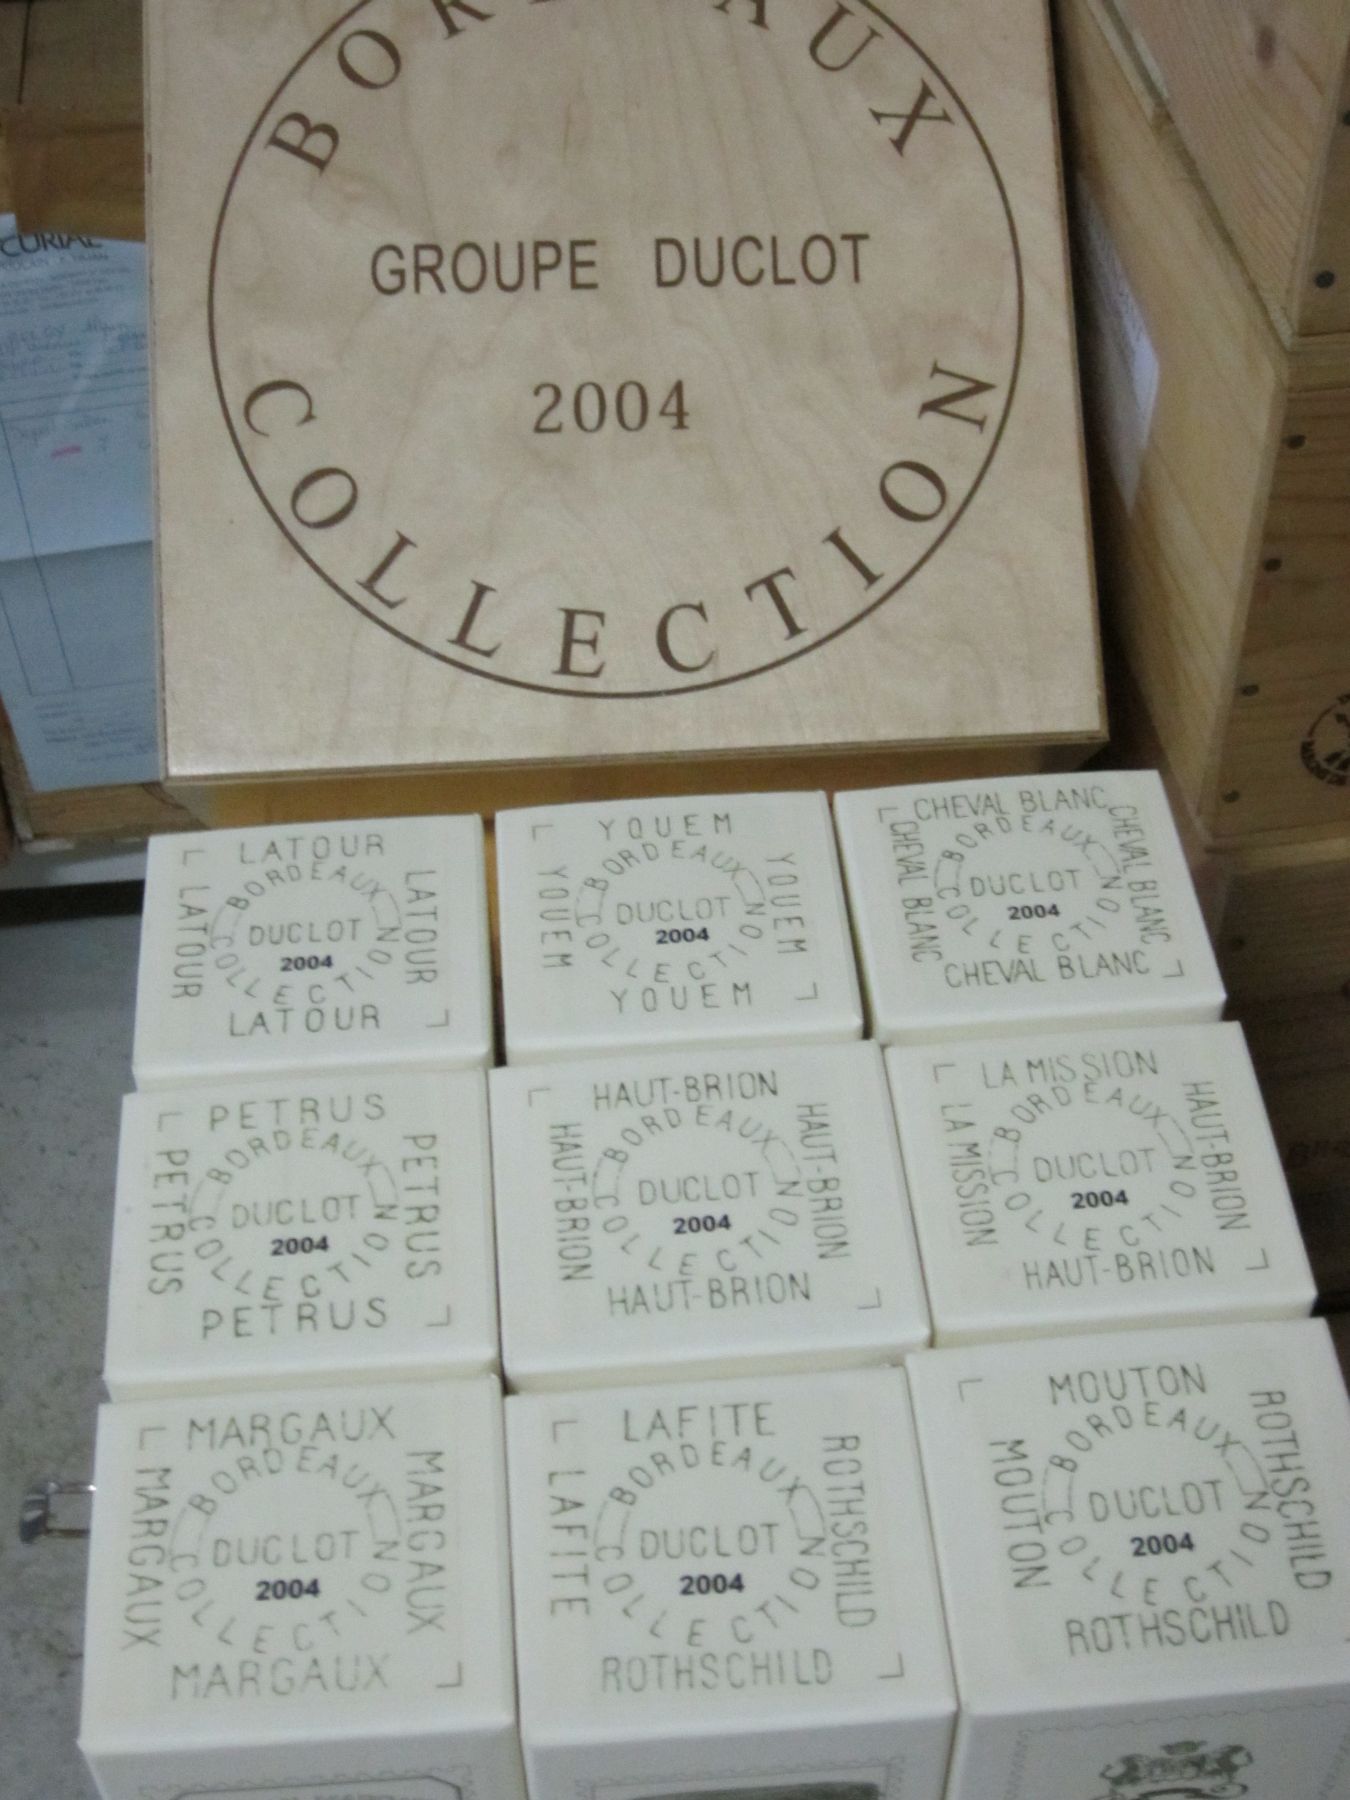 BORDEAUX
GROUPE DUCLOT
2004
COLLECTION
LATOUR
LATOUR
LATOUR
BORDEAUX
DUCLOT
2004
COLLECTION
LATOUR
YQUEM
YQUEM
YQUEM
BORDEAUX
DUCLOT
2004
COLLECTION
YQUEM
CHEVAL BLANC
CHEVAL BLANC
CHEVAL BLANC
BORDEAUX
DUCLOT
2004
COLLECTION
CHEVAL BLANC
PETRUS
PETRUS
PETRUS
BORDEAUX
DUCLOT
2004
COLLECTION
PETRUS
HAUT-BRION
HAUT-BRION
HAUT-BRION
BORDEAUX
DUCLOT
2004
COLLECTION
HAUT-BRION
LA MISSION
LA MISSION
HAUT-BRION
BORDEAUX
DUCLOT
2004
COLLECTION
HAUT-BRION
MARGAUX
MARGAUX
MARGAUX
BORDEAUX
DUCLOT
2004
COLLECTION
MARGAUX
LAFITE
LAFITE
ROTHSCHILD
BORDEAUX
DUCLOT
2004
COLLECTION
ROTHSCHILD
MOUTON
MOUTON
ROTHSCHILD
BORDEAUX
DUCLOT
2004
COLLECTION
ROTHSCHILD